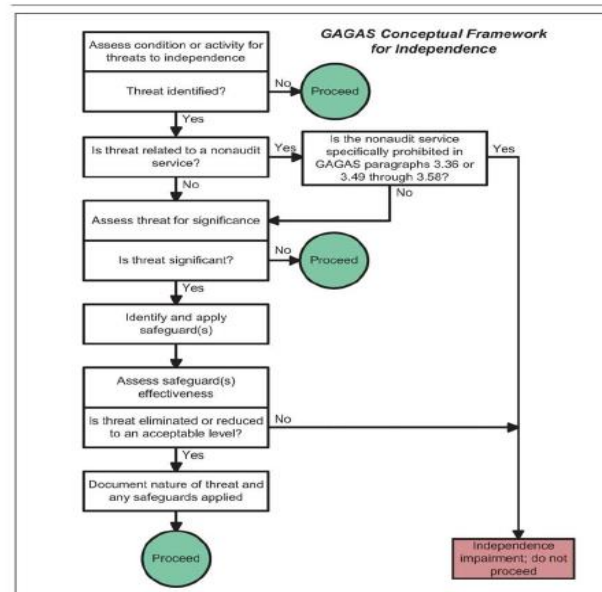 GAGAS Conceptual Framework
for Independence
Assess condition or activity for
threats to independence
Threat identified?
No
Proceed
Yes
Is threat related to a nonaudit
service?
Yes
Is the nonaudit service
specifically prohibited in
GAGAS paragraphs 3.36 or
3.49 through 3.58?
Yes
No
No
Assess threat for significance
Is threat significant?
No
Proceed
Yes
Identify and apply
safeguard(s)
Assess safeguard(s)
effectiveness
Is threat eliminated or reduced
to an acceptable level?
No
Yes
Document nature of threat and
any safeguards applied
Proceed
Independence
impairment; do not
proceed